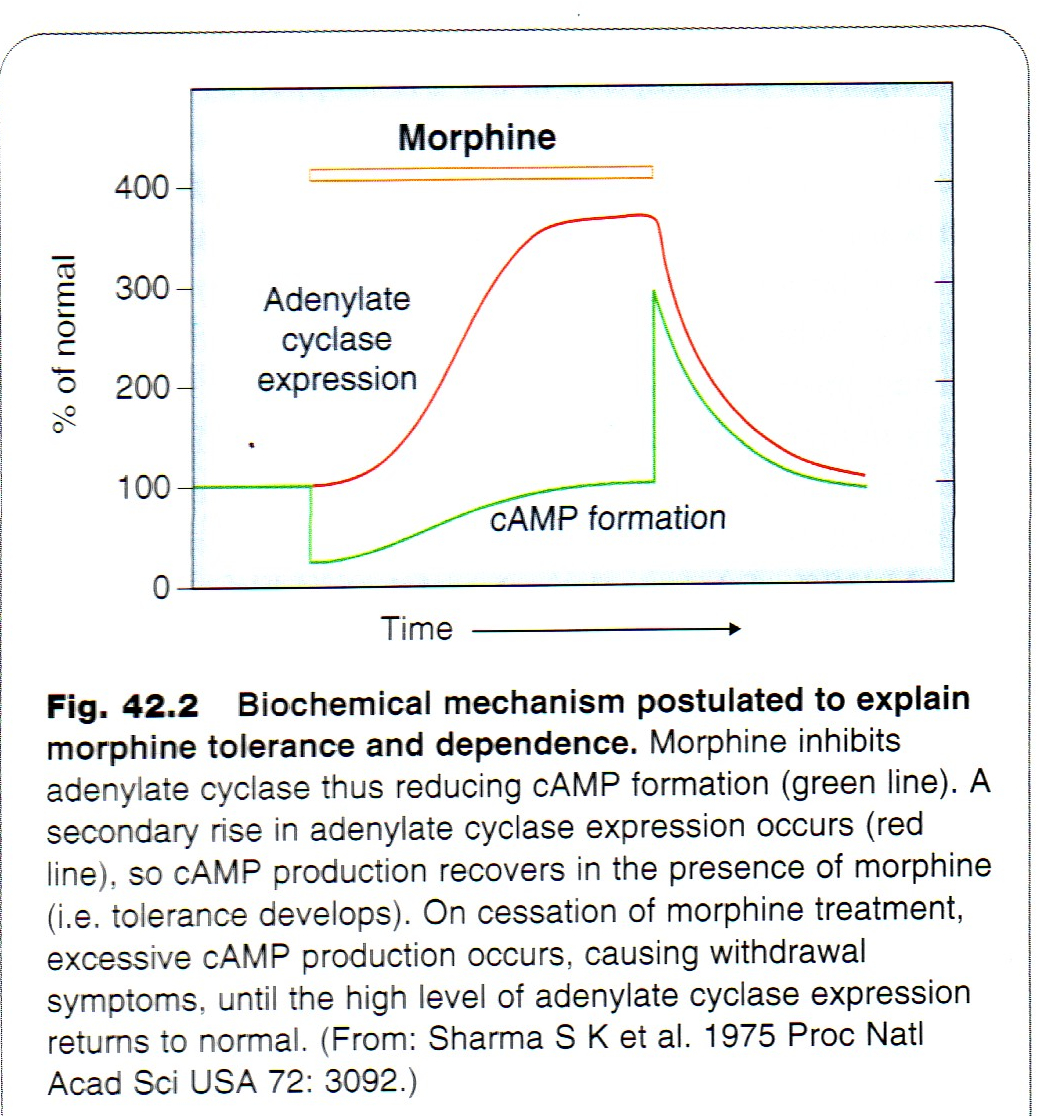 Morphine
400
300
200
100
0
% of normal
Adenylate
cyclase
expression
cAMP formation
Time
Fig. 42.2 Biochemical mechanism postulated to explain
morphine tolerance and dependence. Morphine inhibits
adenylate cyclase thus reducing cAMP formation (green line). A
secondary rise in adenylate cyclase expression occurs (red
line), so cAMP production recovers in the presence of morphine
(i.e. tolerance develops). On cessation of morphine treatment,
excessive cAMP production occurs, causing withdrawal
symptoms, until the high level of adenylate cyclase expression
returns to normal. (From: Sharma S K et al. 1975 Proc Natl
Acad Sci USA 72: 3092.)